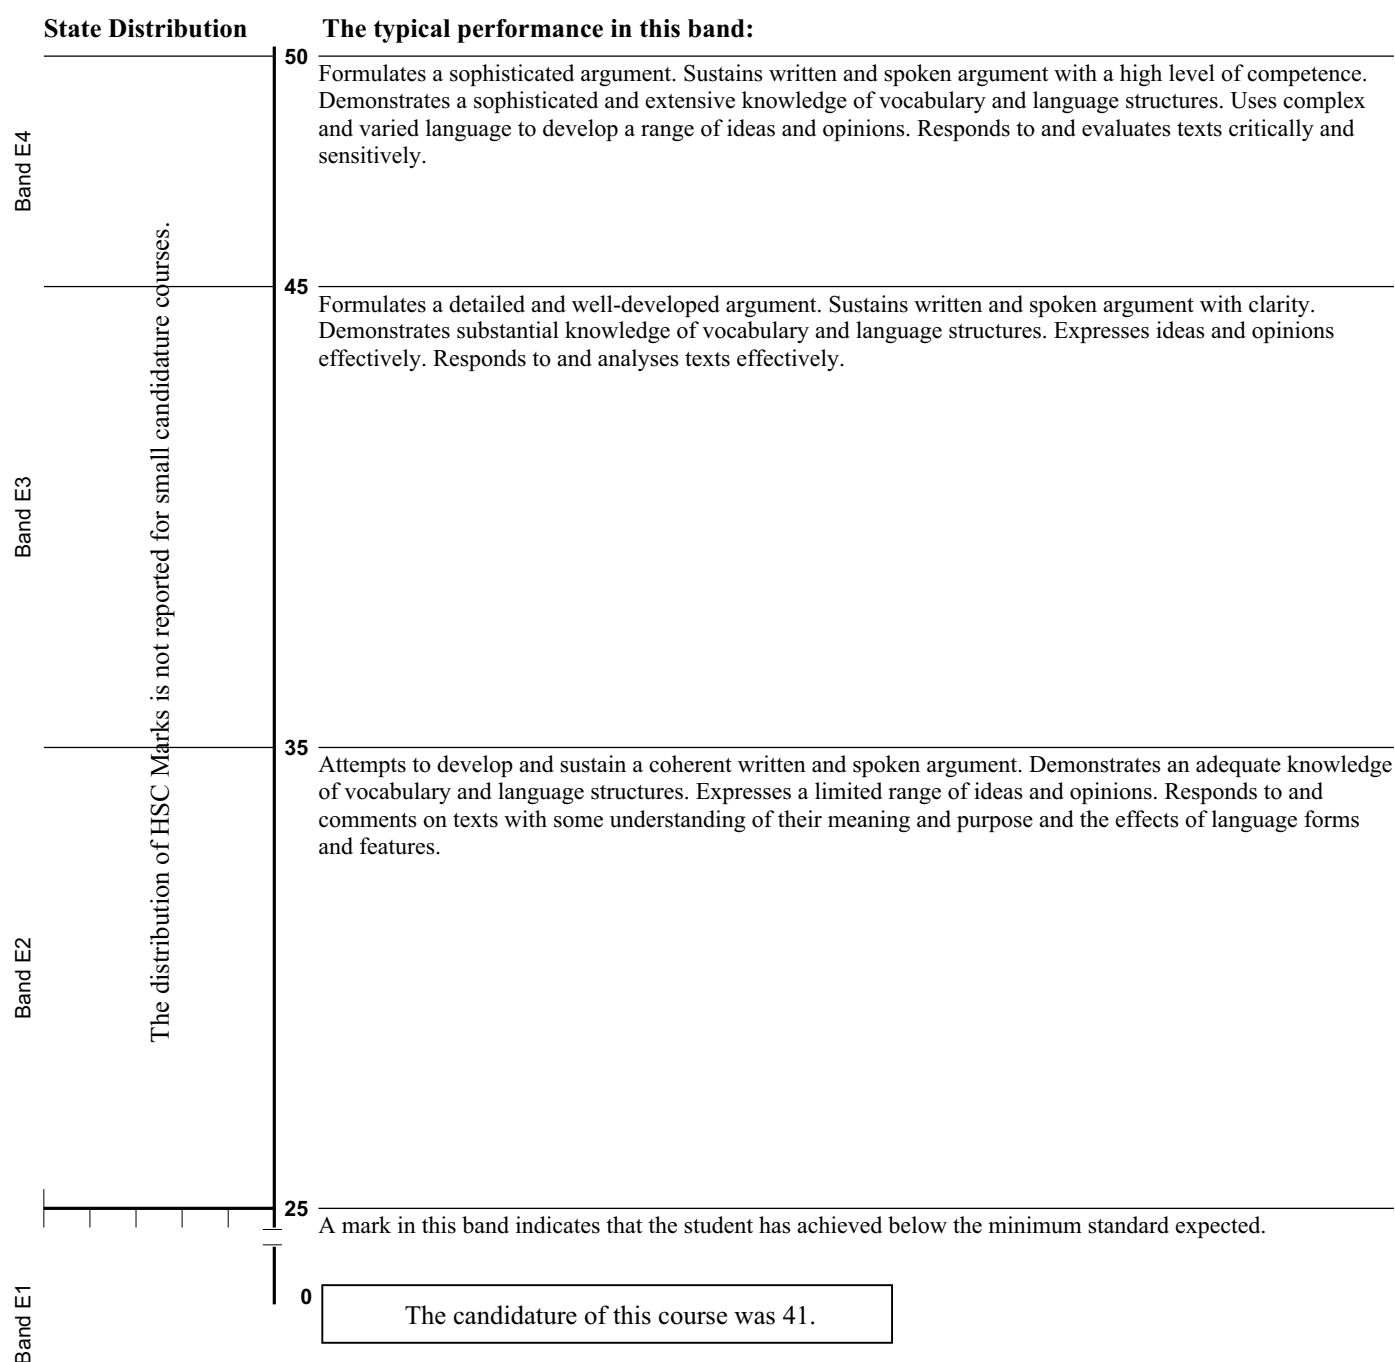 State Distribution
The typical performance in this band:
50
Formulates a sophisticated argument. Sustains written and spoken argument with a high level of competence.
Demonstrates a sophisticated and extensive knowledge of vocabulary and language structures. Uses complex
and varied language to develop a range of ideas and opinions. Responds to and evaluates texts critically and
sensitively.
Band E4
The distribution of HSC Marks is not reported for small candidature courses.
45
Formulates a detailed and well-developed argument. Sustains written and spoken argument with clarity.
Demonstrates substantial knowledge of vocabulary and language structures. Expresses ideas and opinions
effectively. Responds to and analyses texts effectively.
Band E3
35
Attempts to develop and sustain a coherent written and spoken argument. Demonstrates an adequate knowledge
of vocabulary and language structures. Expresses a limited range of ideas and opinions. Responds to and
comments on texts with some understanding of their meaning and purpose and the effects of language forms
and features.
Band E2
25
A mark in this band indicates that the student has achieved below the minimum standard expected.
0
The candidature of this course was 41.
Band E1